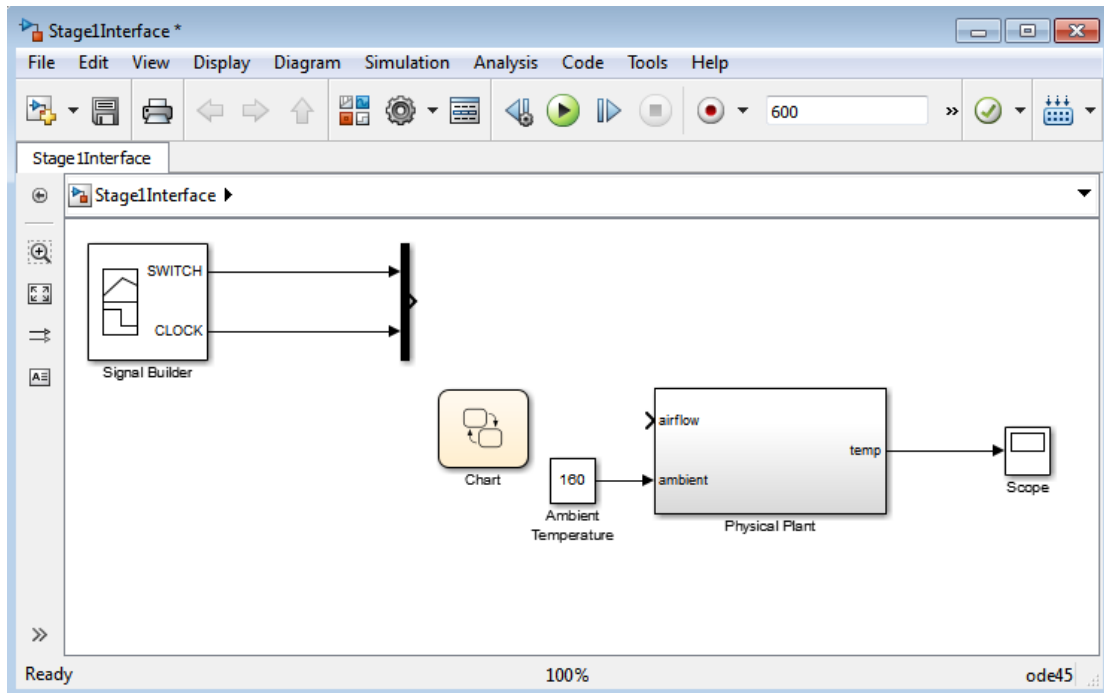 Stage1Interface *
File Edit View Display Diagram Simulation Analysis Code Tools Help
600
Stage1Interface
Stage1Interface
SWITCH
CLOCK
Signal Builder
Chart
160
Ambient
Temperature
airflow
ambient
temp
Physical Plant
Scope
Ready 100% ode45